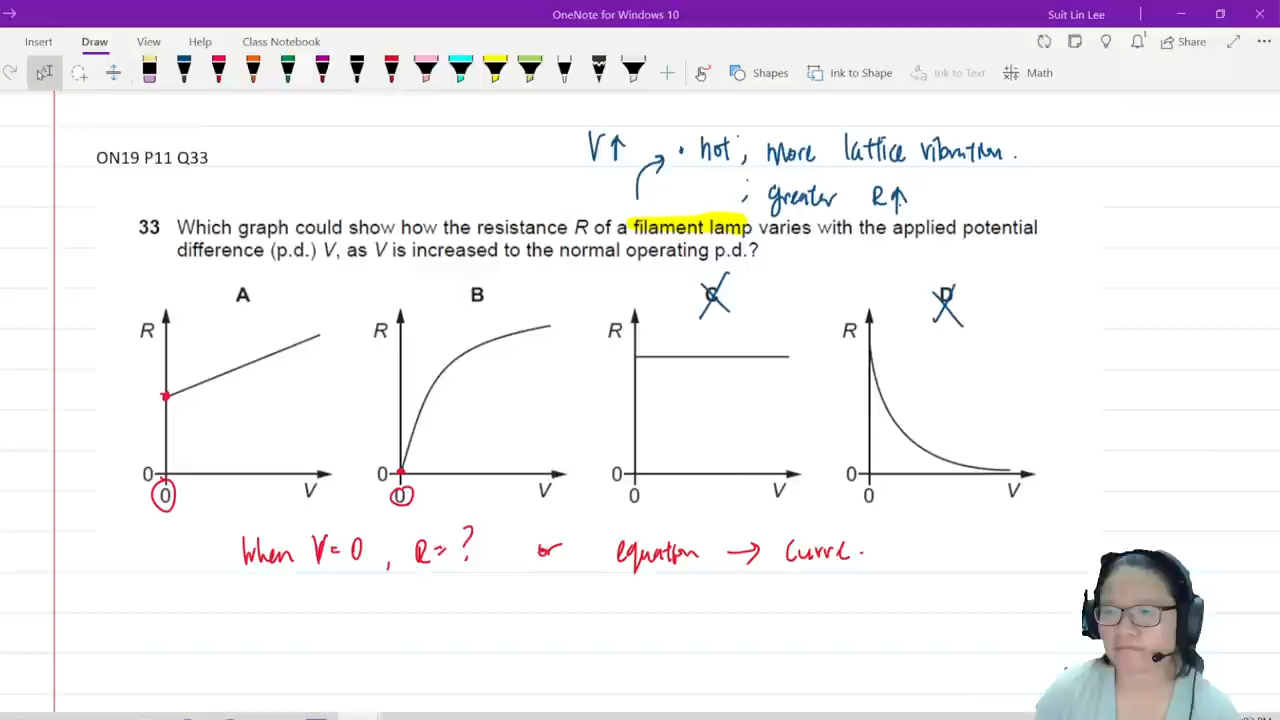 OneNote for Windows 10
Suit Lin Lee
Insert
Draw
View
Help
Class Notebook
Share
Shapes
Ink to Shape
Ink to Text
Math
V↑ • hot ; more lattice vibration.
; greater R↑
ON19 P11 Q33
33 Which graph could show how the resistance R of a filament lamp varies with the applied potential
difference (p.d.) V, as V is increased to the normal operating p.d.?
A B C D
R R R R
0 0 0 0
0 V 0 V 0 V 0 V
When V=0, R=? or equation → curve.